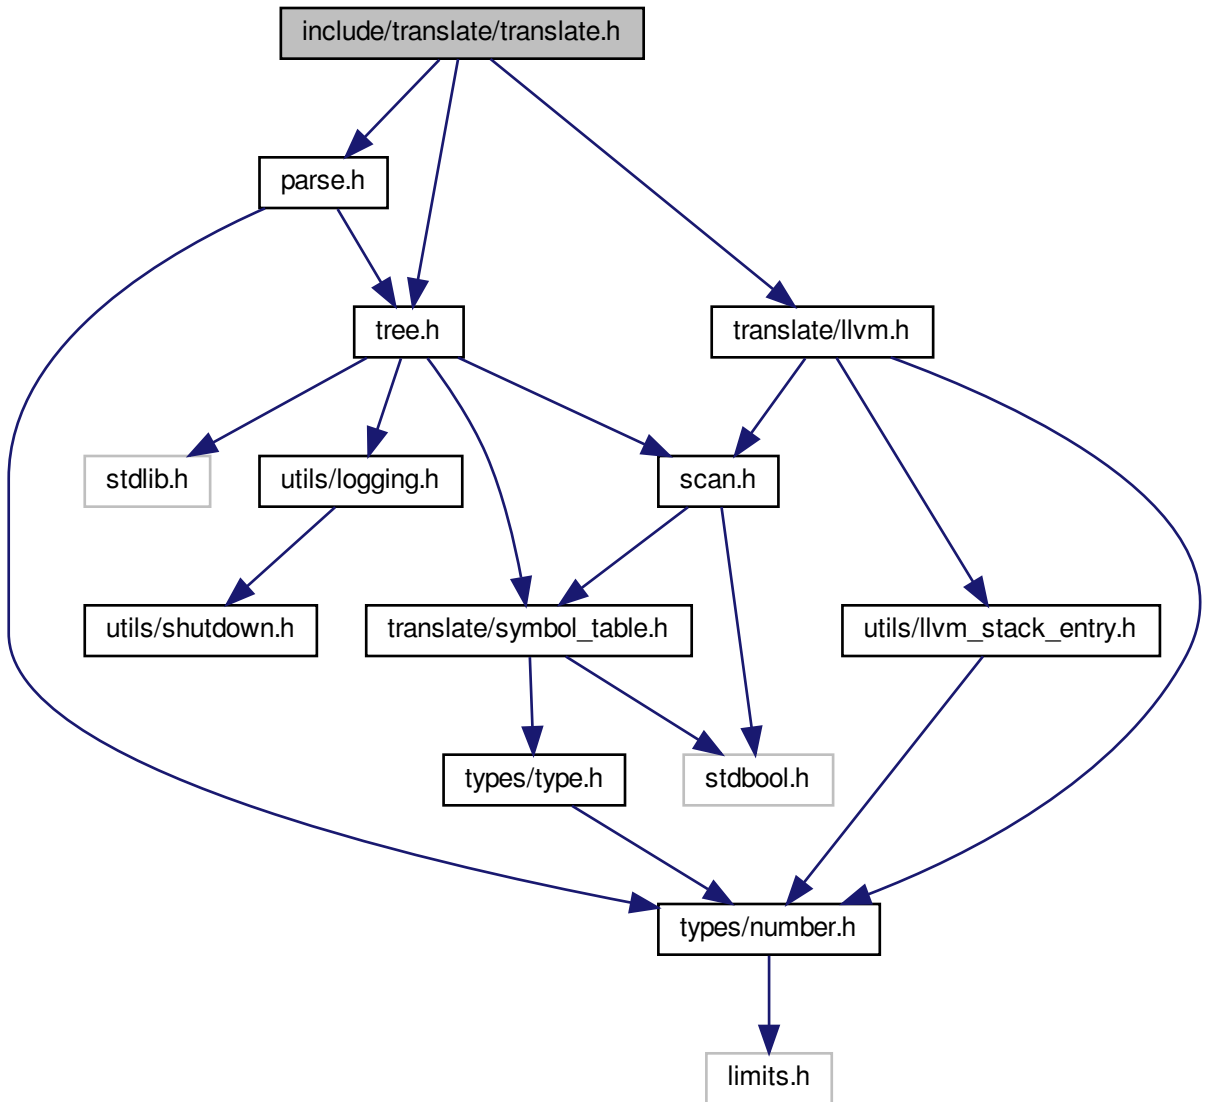 include/translate/translate.h
parse.h
tree.h
translate/llvm.h
stdlib.h
utils/logging.h
scan.h
utils/shutdown.h
translate/symbol_table.h
utils/llvm_stack_entry.h
types/type.h
stdbool.h
types/number.h
limits.h